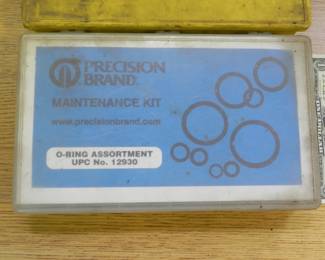 PRECISION
BRAND
MAINTENANCE KIT
www.precisionbrand.com
O-RING ASSORTMENT
UPC No. 12930